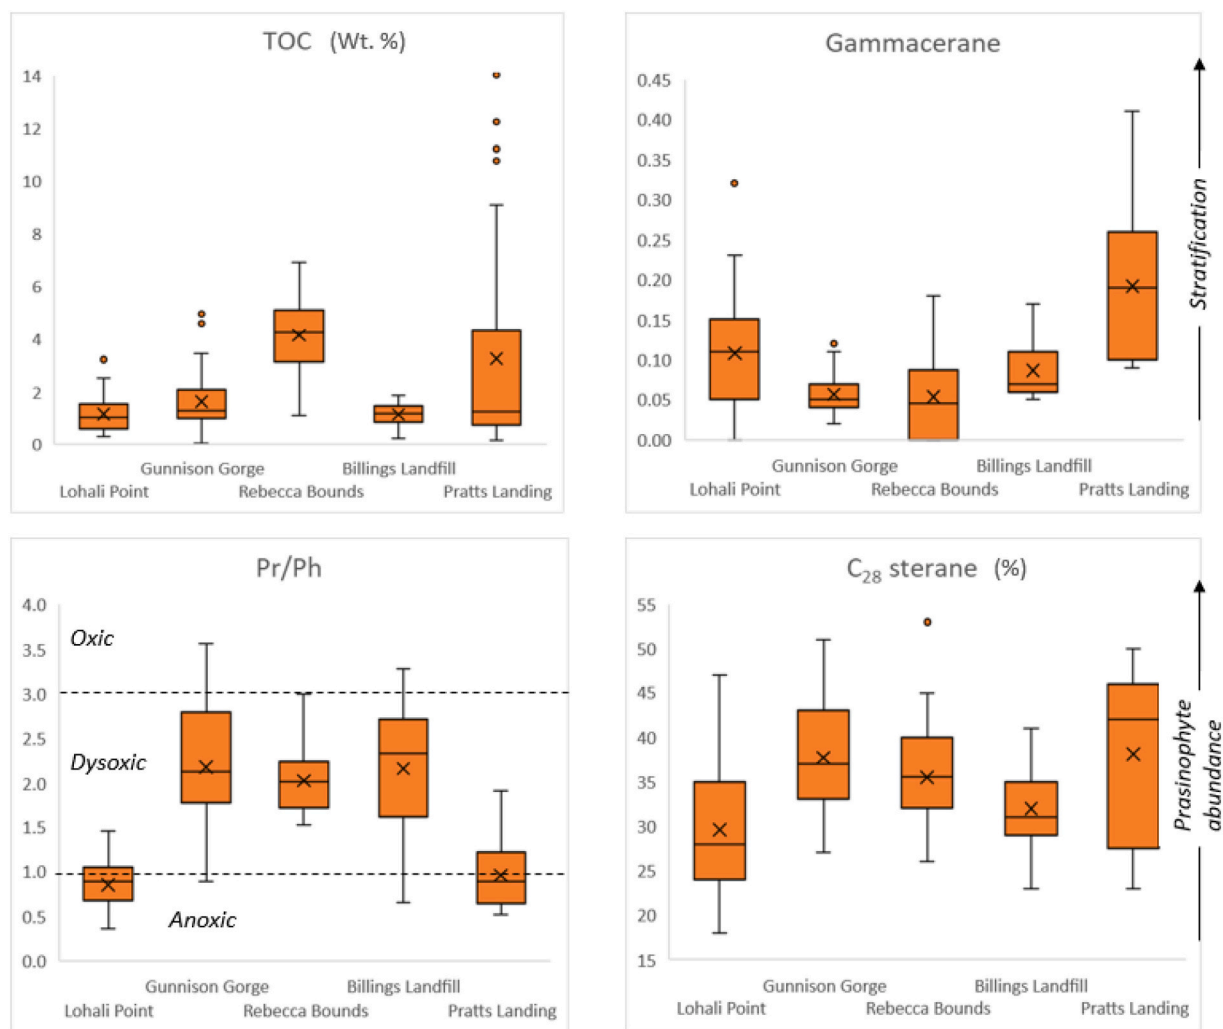 TOC (Wt. %)
14
12
10
8
6
4
2
0
Gunnison Gorge
Billings Landfill
Lohali Point
Rebecca Bounds
Pratts Landing
Gammacerane
0.45
0.40
0.35
0.30
0.25
0.20
0.15
0.10
0.05
0.00
Gunnison Gorge
Billings Landfill
Lohali Point
Rebecca Bounds
Pratts Landing
Stratification
Pr/Ph
4.0
3.5
3.0
2.5
2.0
1.5
1.0
0.5
0.0
Oxic
Dysoxic
Anoxic
Gunnison Gorge
Billings Landfill
Lohali Point
Rebecca Bounds
Pratts Landing
C₂₈ sterane (%)
55
50
45
40
35
30
25
20
15
Gunnison Gorge
Billings Landfill
Lohali Point
Rebecca Bounds
Pratts Landing
Prasinophyte
abundance